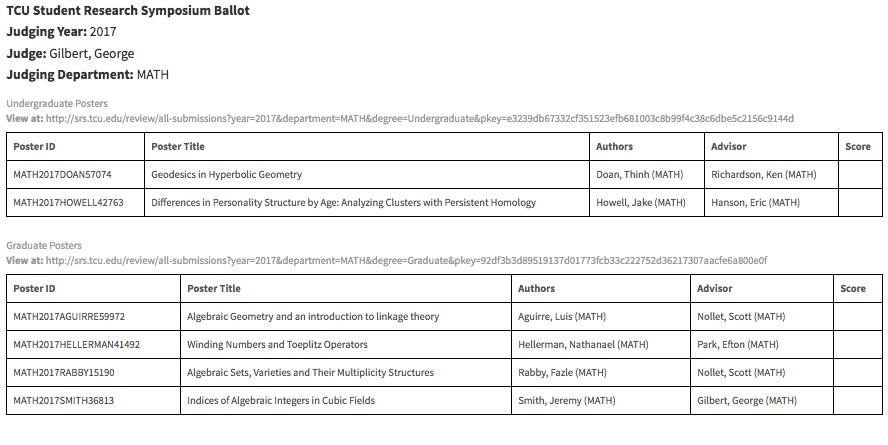 TCU Student Research Symposium Ballot
Judging Year: 2017
Judge: Gilbert, George
Judging Department: MATH
Undergraduate Posters
View at: http://srs.tcu.edu/review/all-submissions?year=2017&department=MATH&degree=Undergraduate&pkey=e3239db67332cf351523efb681003c8b99f4c38c6dbe5c2156c9144d
Poster ID Poster Title Authors Advisor Score
MATH2017DOAN57074 Geodesics in Hyperbolic Geometry Doan, Thinh (MATH) Richardson, Ken (MATH)
MATH2017HOWELL42763 Differences in Personality Structure by Age: Analyzing Clusters with Persistent Homology Howell, Jake (MATH) Hanson, Eric (MATH)
Graduate Posters
View at: http://srs.tcu.edu/review/all-submissions?year=2017&department=MATH&degree=Graduate&pkey=92df3b3d89519137d01773fcb33c222752d36217307aacfe6a800e0f
Poster ID Poster Title Authors Advisor Score
MATH2017AGUIRRE59972 Algebraic Geometry and an introduction to linkage theory Aguirre, Luis (MATH) Nollet, Scott (MATH)
MATH2017HELLERMAN41492 Winding Numbers and Toeplitz Operators Hellerman, Nathanael (MATH) Park, Efton (MATH)
MATH2017RABBY15190 Algebraic Sets, Varieties and Their Multiplicity Structures Rabby, Fazle (MATH) Nollet, Scott (MATH)
MATH2017SMITH36813 Indices of Algebraic Integers in Cubic Fields Smith, Jeremy (MATH) Gilbert, George (MATH)